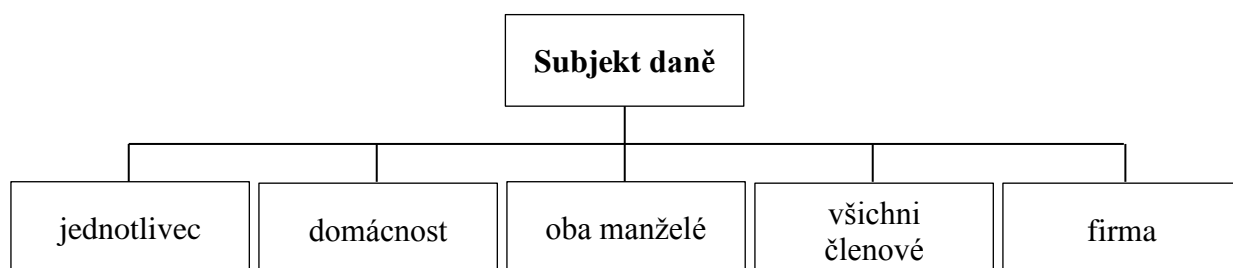 Subjekt daně
jednotlivec
domácnost
oba manželé
všichni
členové
firma